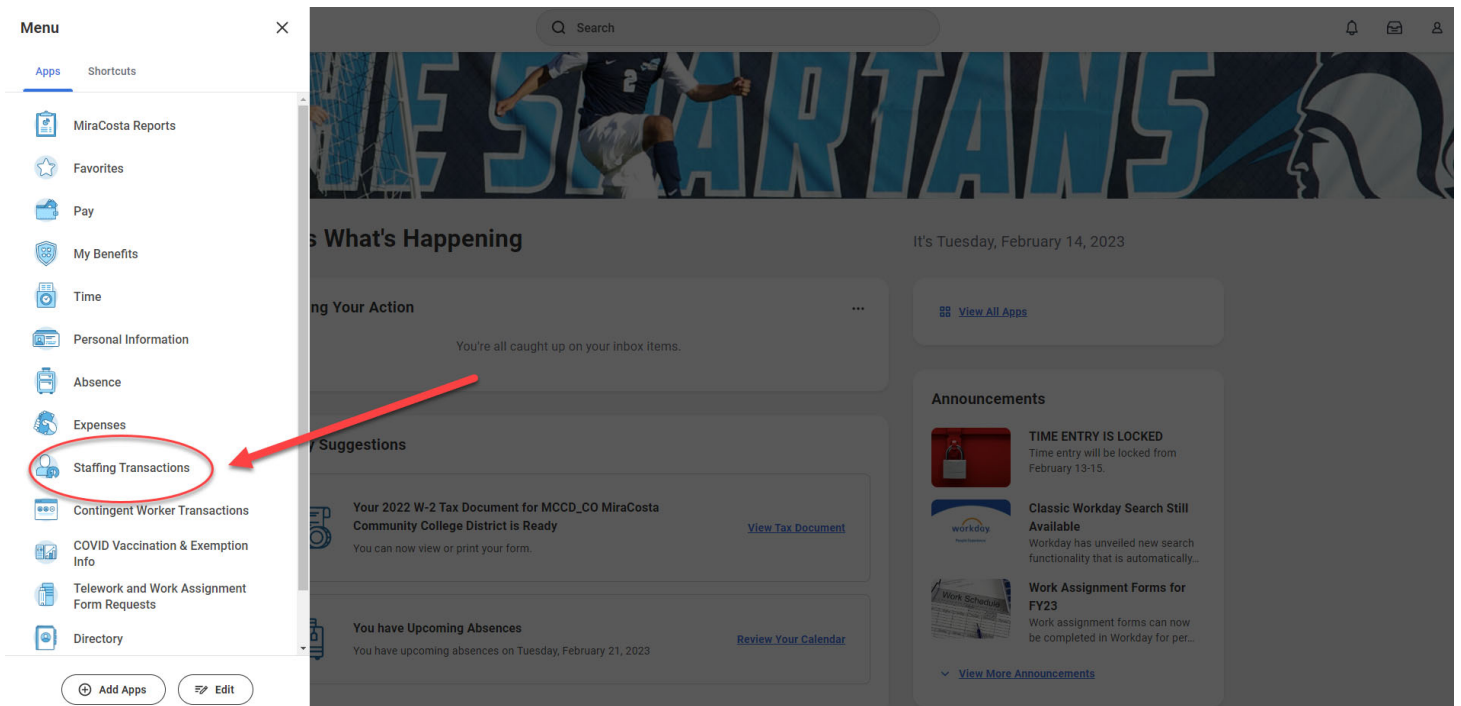 Menu
Search
Apps
Shortcuts
MiraCosta Reports
Favorites
Pay
My Benefits
Time
Personal Information
Absence
Expenses
Staffing Transactions
Contingent Worker Transactions
COVID Vaccination & Exemption
Info
Telework and Work Assignment
Form Requests
Directory
Add Apps
Edit
HE SPARTANS
2
s What's Happening
It's Tuesday, February 14, 2023
ng Your Action
You're all caught up on your inbox items.
View All Apps
y Suggestions
Your 2022 W-2 Tax Document for MCCD_CO MiraCosta
Community College District is Ready
You can now view or print your form.
View Tax Document
You have Upcoming Absences
You have upcoming absences on Tuesday, February 21, 2023
Review Your Calendar
Announcements
TIME ENTRY IS LOCKED
Time entry will be locked from
February 13-15.
workday
Classic Workday Search Still
Available
Workday has unveiled new search
functionality that is automatically...
Work Schedule
Work Assignment Forms for
FY23
Work assignment forms can now
be completed in Workday for per...
View More Announcements